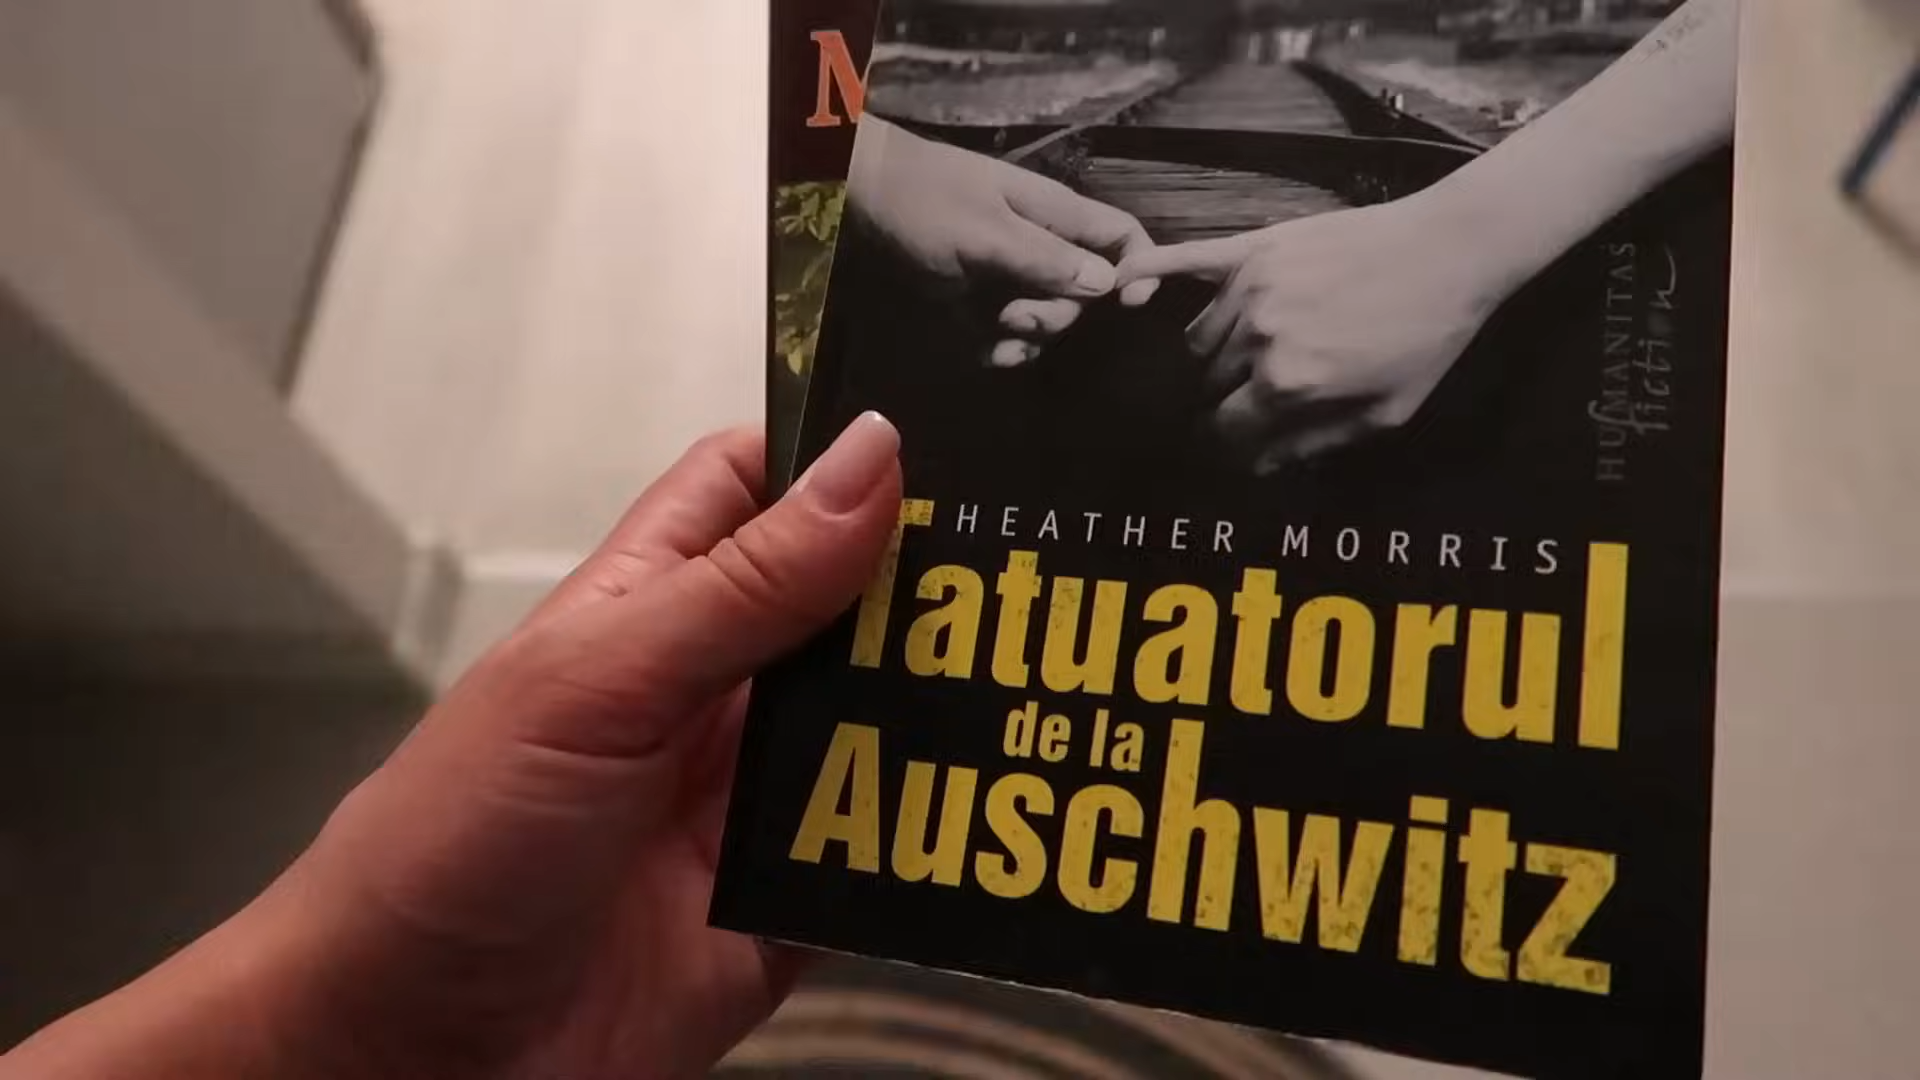 M
HUMANITAS
fiction
HEATHER MORRIS
Tatuatorul
de la
Auschwitz